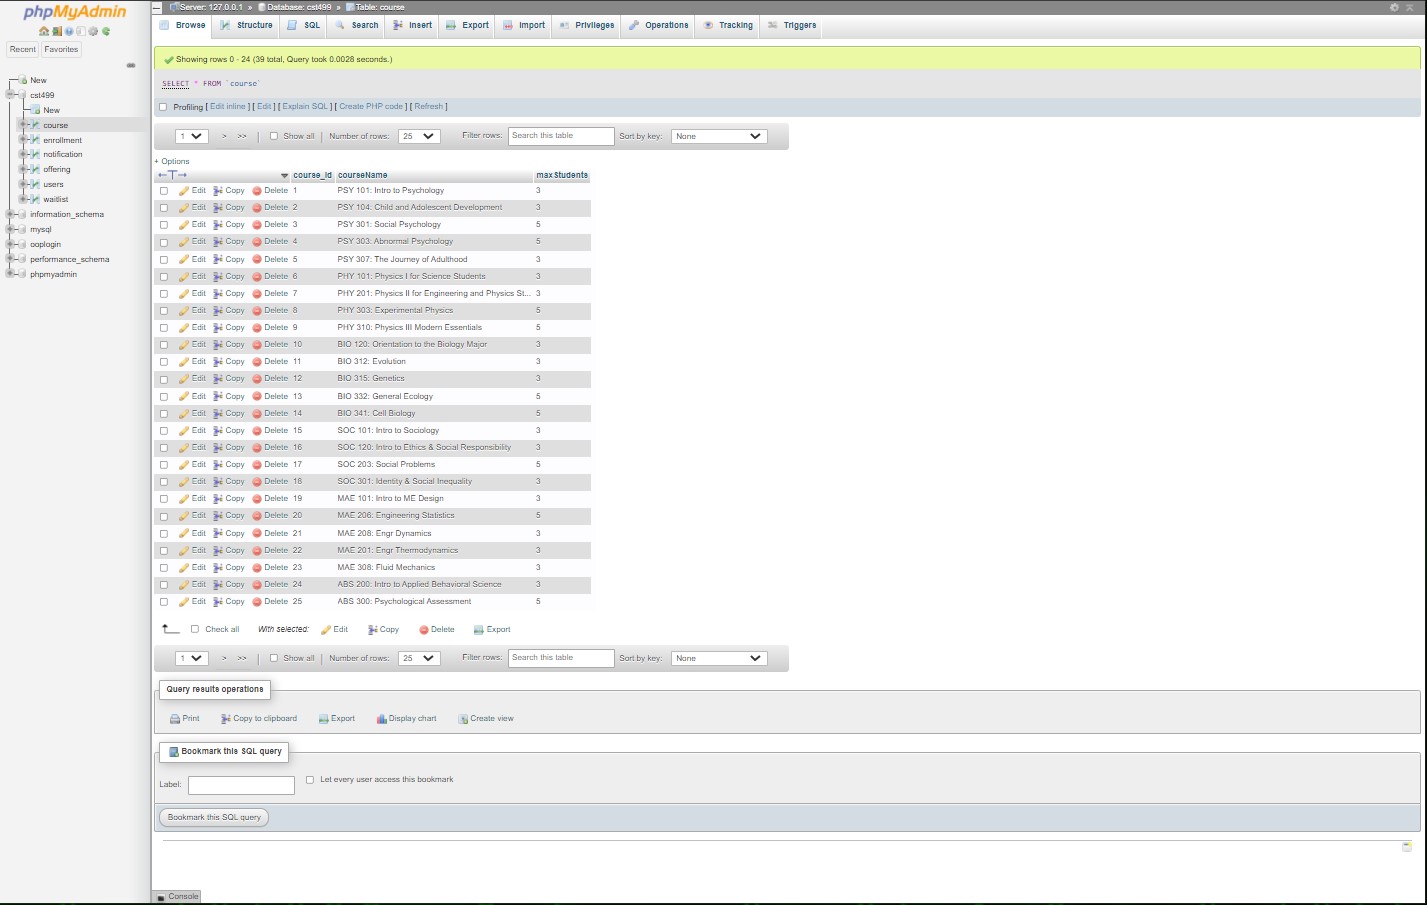 phpMyAdmin
Recent Favorites
New
cst499
New
course
enrollment
notification
offering
users
waitlist
information_schema
mysql
ooplogin
performance_schema
phpmyadmin
Server: 127.0.0.1 » Database: cst499 » Table: course
Browse Structure SQL Search Insert Export Import Privileges Operations Tracking Triggers
Showing rows 0 - 24 (39 total, Query took 0.0028 seconds.)
SELECT * FROM `course`
Profiling [ Edit inline ] [ Edit ] [ Explain SQL ] [ Create PHP code ] [ Refresh ]
1 > >> | Show all | Number of rows: 25 Filter rows: Search this table Sort by key: None
+ Options
←T→ course_id courseName maxStudents
Edit Copy Delete 1 PSY 101: Intro to Psychology 3
Edit Copy Delete 2 PSY 104: Child and Adolescent Development 3
Edit Copy Delete 3 PSY 301: Social Psychology 5
Edit Copy Delete 4 PSY 303: Abnormal Psychology 5
Edit Copy Delete 5 PSY 307: The Journey of Adulthood 3
Edit Copy Delete 6 PHY 101: Physics I for Science Students 3
Edit Copy Delete 7 PHY 201: Physics II for Engineering and Physics St... 3
Edit Copy Delete 8 PHY 303: Experimental Physics 5
Edit Copy Delete 9 PHY 310: Physics III Modern Essentials 5
Edit Copy Delete 10 BIO 120: Orientation to the Biology Major 3
Edit Copy Delete 11 BIO 312: Evolution 3
Edit Copy Delete 12 BIO 315: Genetics 3
Edit Copy Delete 13 BIO 332: General Ecology 5
Edit Copy Delete 14 BIO 341: Cell Biology 5
Edit Copy Delete 15 SOC 101: Intro to Sociology 3
Edit Copy Delete 16 SOC 120: Intro to Ethics & Social Responsibility 3
Edit Copy Delete 17 SOC 203: Social Problems 5
Edit Copy Delete 18 SOC 301: Identity & Social Inequality 3
Edit Copy Delete 19 MAE 101: Intro to ME Design 3
Edit Copy Delete 20 MAE 206: Engineering Statistics 5
Edit Copy Delete 21 MAE 208: Engr Dynamics 3
Edit Copy Delete 22 MAE 201: Engr Thermodynamics 3
Edit Copy Delete 23 MAE 308: Fluid Mechanics 3
Edit Copy Delete 24 ABS 200: Intro to Applied Behavioral Science 3
Edit Copy Delete 25 ABS 300: Psychological Assessment 5
Check all With selected: Edit Copy Delete Export
1 > >> | Show all | Number of rows: 25 Filter rows: Search this table Sort by key: None
Query results operations
Print Copy to clipboard Export Display chart Create view
Bookmark this SQL query
Label: Let every user access this bookmark
Bookmark this SQL query
Console